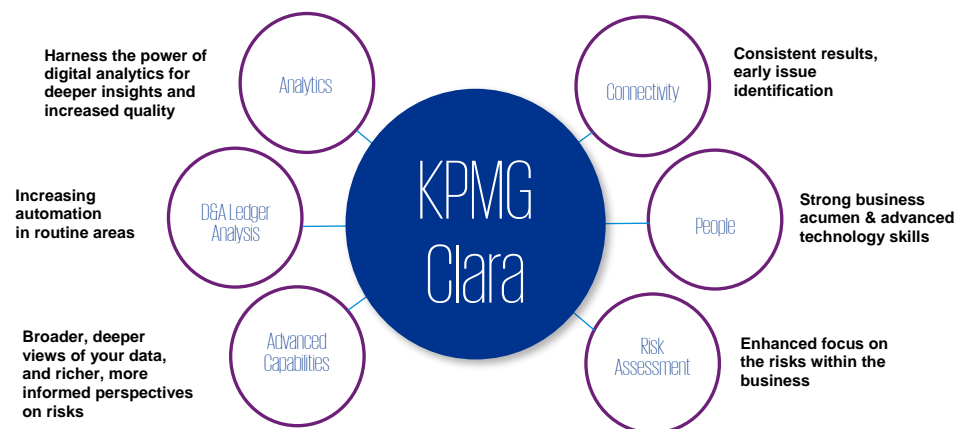 Harness the power of
digital analytics for
deeper insights and
increased quality
Analytics
Connectivity
Consistent results,
early issue
identification
Increasing
automation
in routine areas
D&A Ledger
Analysis
KPMG
Clara
People
Strong business
acumen & advanced
technology skills
Broader, deeper
views of your data,
and richer, more
informed perspectives
on risks
Advanced
Capabilities
Risk
Assessment
Enhanced focus on
the risks within the
business